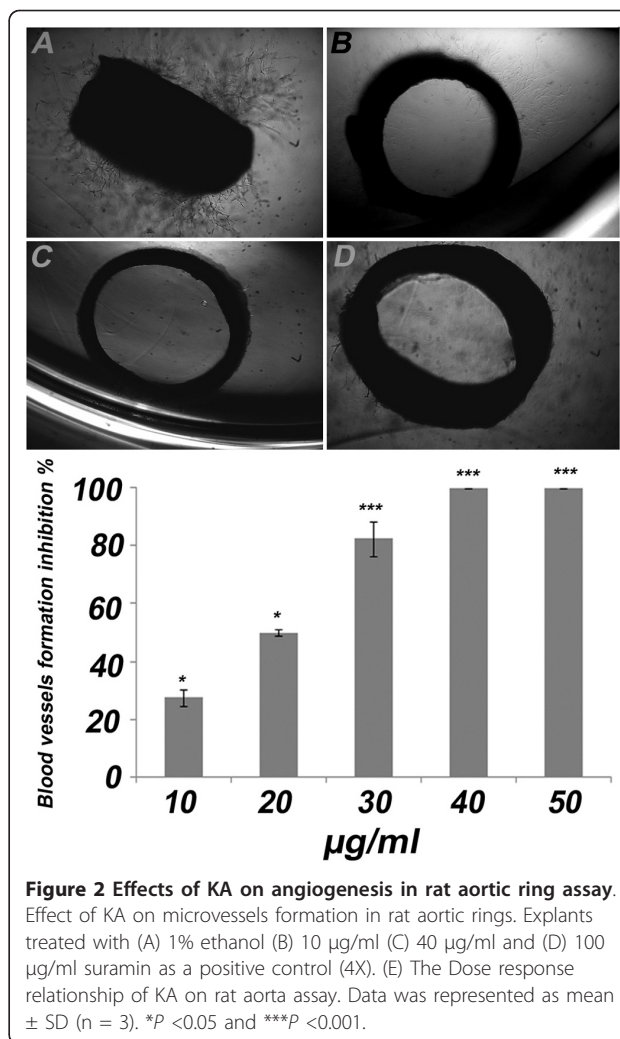 A
B
C
D
Blood vessels formation inhibition %
100
80
60
40
20
0
*
*
***
***
***
10 20 30 40 50
µg/ml
Figure 2 Effects of KA on angiogenesis in rat aortic ring assay.
Effect of KA on microvessels formation in rat aortic rings. Explants
treated with (A) 1% ethanol (B) 10 µg/ml (C) 40 µg/ml and (D) 100
µg/ml suramin as a positive control (4X). (E) The Dose response
relationship of KA on rat aorta assay. Data was represented as mean
± SD (n = 3). *P <0.05 and ***P <0.001.